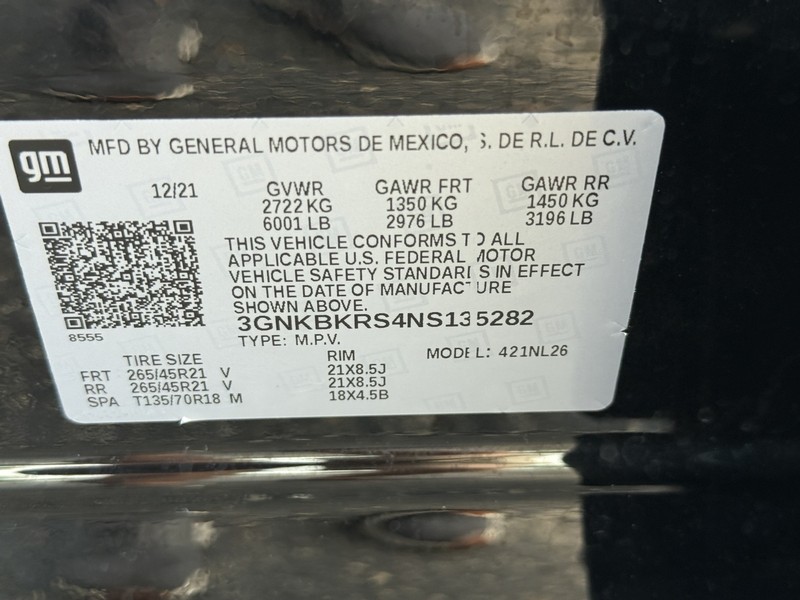 gm
MFD BY GENERAL MOTORS DE MEXICO, S. DE R.L. DE C.V.
12/21 GVWR GAWR FRT GAWR RR
2722 KG 1350 KG 1450 KG
6001 LB 2976 LB 3196 LB
THIS VEHICLE CONFORMS TO ALL
APPLICABLE U.S. FEDERAL MOTOR
VEHICLE SAFETY STANDARDS IN EFFECT
ON THE DATE OF MANUFACTURE
SHOWN ABOVE.
3GNKBKRS4NS135282
8555
TYPE: M.P.V.
TIRE SIZE RIM MODEL: 421NL26
FRT 265/45R21 V 21X8.5J
RR 265/45R21 V 21X8.5J
SPA T135/70R18 M 18X4.5B